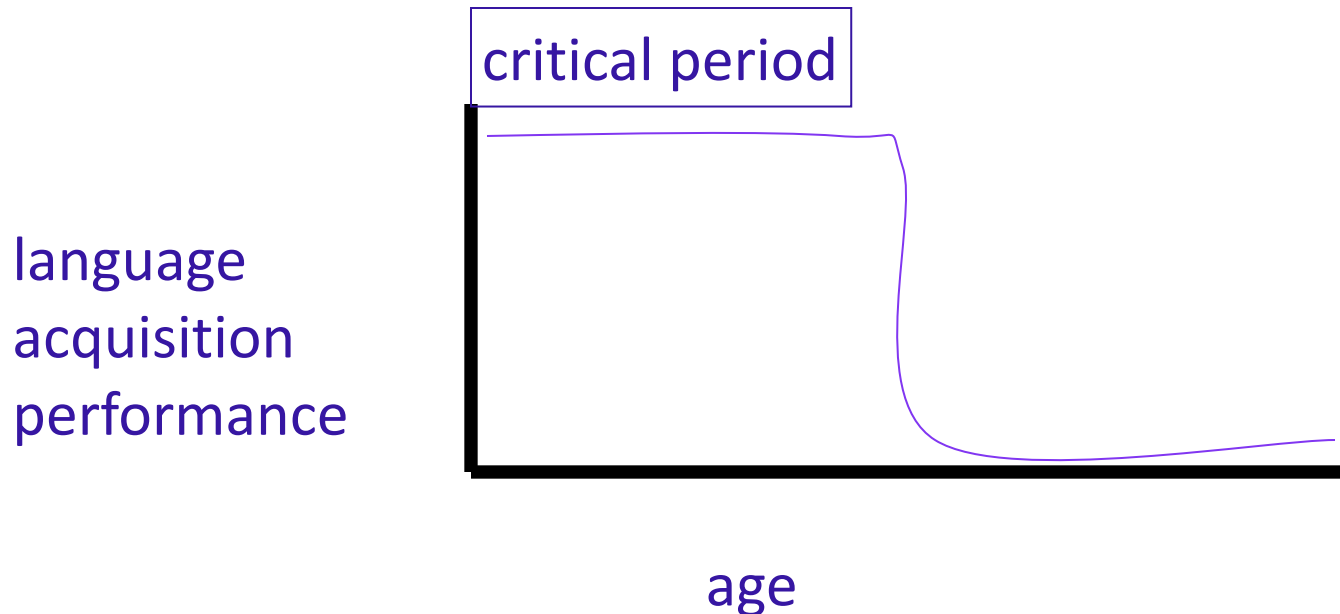 critical period
language
acquisition
performance
age